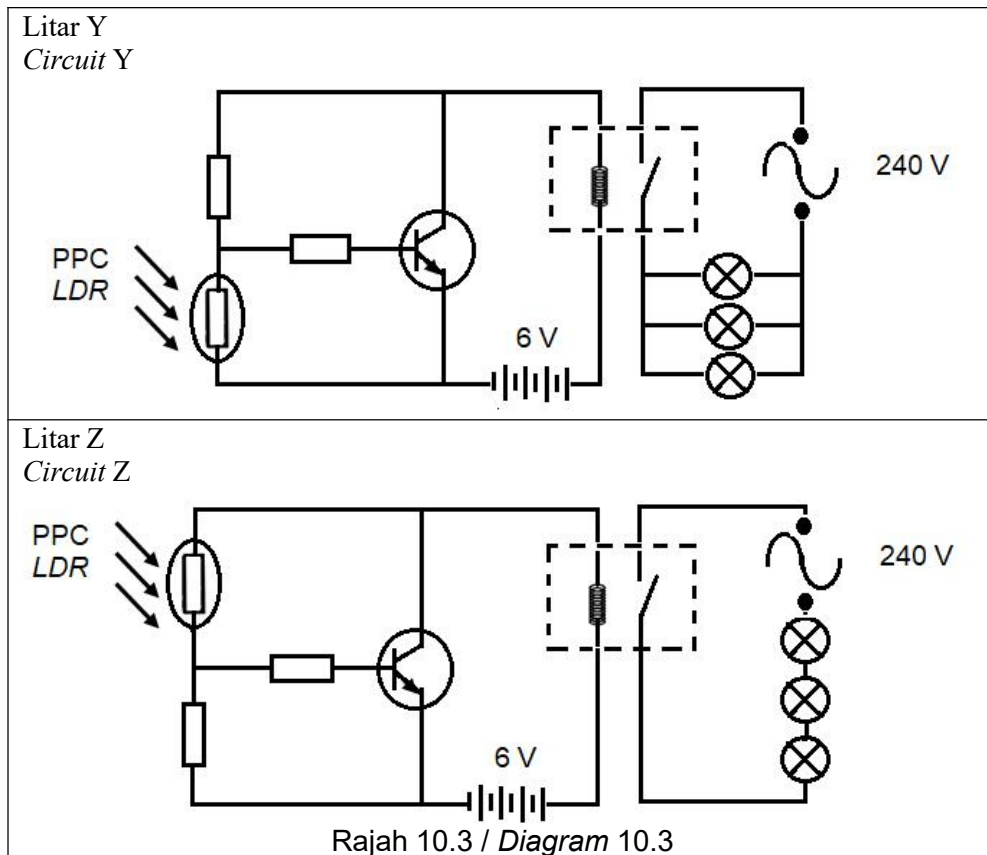 Litar Y
Circuit Y
PPC
LDR
240 V
6 V
Litar Z
Circuit Z
PPC
LDR
240 V
6 V
Rajah 10.3 / Diagram 10.3